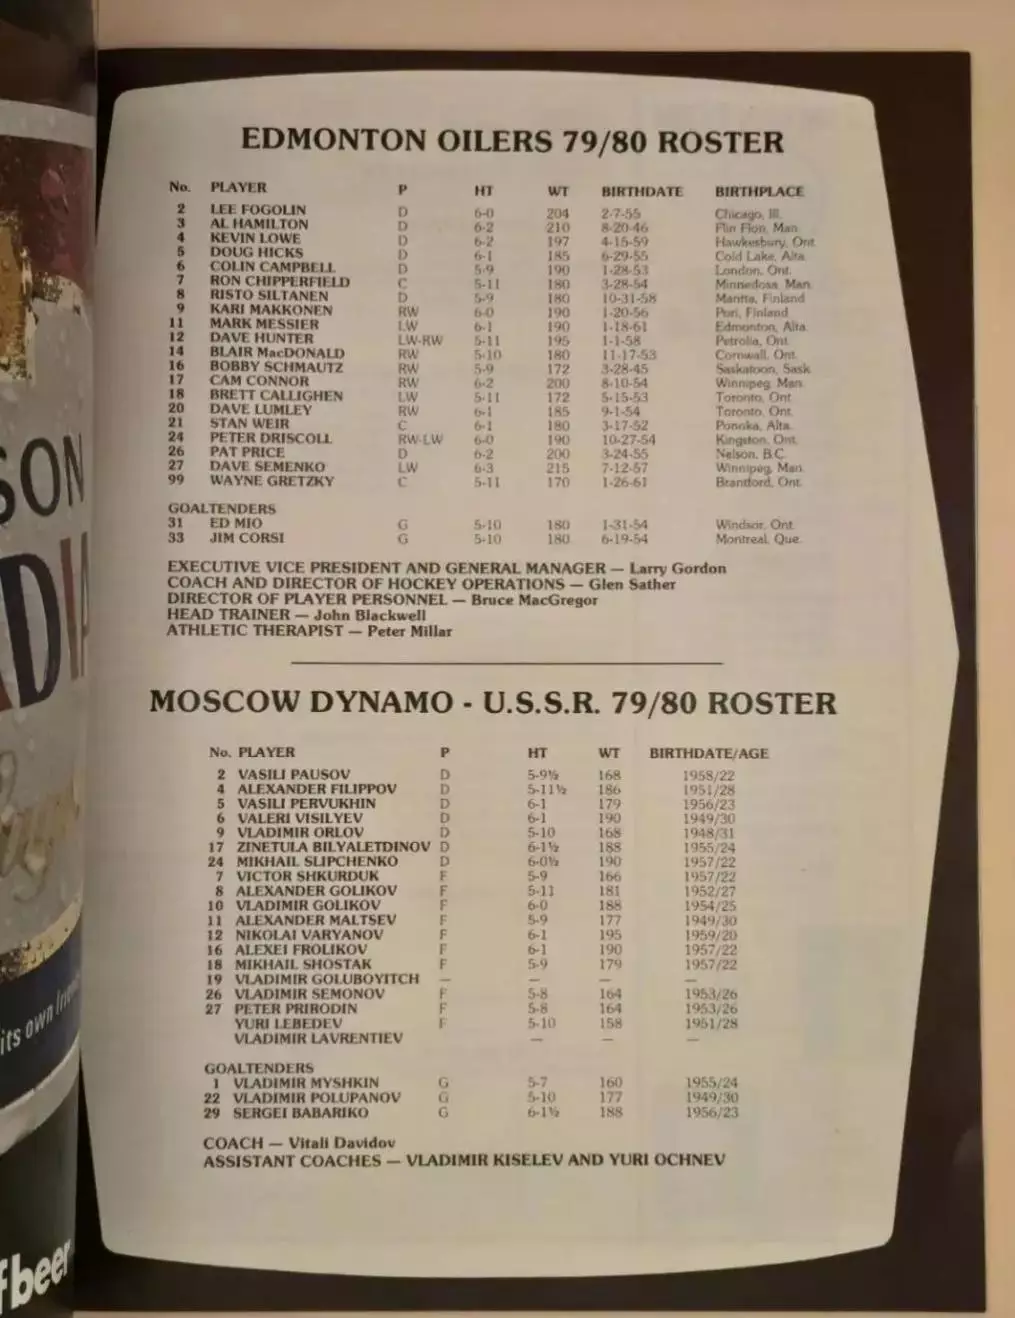 SON
DIA
its own
fbeer
EDMONTON OILERS 79/80 ROSTER
No. PLAYER P HT WT BIRTHDATE BIRTHPLACE
2 LEE FOGOLIN D 6-0 204 2-7-55 Chicago, Ill.
3 AL HAMILTON D 6-2 210 8-20-46 Flin Flon, Man.
4 KEVIN LOWE D 6-2 197 4-15-59 Hawkesbury, Ont.
5 DOUG HICKS D 6-1 185 6-29-55 Cold Lake, Alta.
6 COLIN CAMPBELL D 5-9 190 1-28-53 London, Ont.
7 RON CHIPPERFIELD C 5-11 180 3-28-54 Minnedosa, Man.
8 RISTO SILTANEN D 5-9 180 10-31-58 Mantta, Finland
9 KARI MAKKONEN RW 6-0 190 1-20-56 Pori, Finland
11 MARK MESSIER LW 6-1 190 1-18-61 Edmonton, Alta.
12 DAVE HUNTER LW-RW 5-11 195 1-1-58 Petrolia, Ont.
14 BLAIR MacDONALD RW 5-10 180 11-17-53 Cornwall, Ont.
16 BOBBY SCHMAUTZ RW 5-9 172 3-28-45 Saskatoon, Sask.
17 CAM CONNOR RW 6-2 200 8-10-54 Winnipeg, Man.
18 BRETT CALLIGHEN LW 5-11 172 5-15-53 Toronto, Ont.
20 DAVE LUMLEY RW 6-1 185 9-1-54 Toronto, Ont.
21 STAN WEIR C 6-1 180 3-17-52 Ponoka, Alta.
24 PETER DRISCOLL RW-LW 6-0 190 10-27-54 Kingston, Ont.
26 PAT PRICE D 6-2 200 3-24-55 Nelson, B.C.
27 DAVE SEMENKO LW 6-3 215 7-12-57 Winnipeg, Man.
99 WAYNE GRETZKY C 5-11 170 1-26-61 Brantford, Ont.
GOALTENDERS
31 ED MIO G 5-10 180 1-31-54 Windsor, Ont.
33 JIM CORSI G 5-10 180 6-19-54 Montreal, Que.
EXECUTIVE VICE PRESIDENT AND GENERAL MANAGER — Larry Gordon
COACH AND DIRECTOR OF HOCKEY OPERATIONS — Glen Sather
DIRECTOR OF PLAYER PERSONNEL — Bruce MacGregor
HEAD TRAINER — John Blackwell
ATHLETIC THERAPIST — Peter Millar
MOSCOW DYNAMO - U.S.S.R. 79/80 ROSTER
No. PLAYER P HT WT BIRTHDATE/AGE
2 VASILI PAUSOV D 5-9½ 168 1958/22
4 ALEXANDER FILIPPOV D 5-11½ 186 1951/28
5 VASILI PERVUKHIN D 6-1 179 1956/23
6 VALERI VISILYEV D 6-1 190 1949/30
9 VLADIMIR ORLOV D 5-10 168 1948/31
17 ZINETULA BILYALETDINOV D 6-1½ 188 1955/24
24 MIKHAIL SLIPCHENKO D 6-0½ 190 1957/22
7 VICTOR SHKURDUK F 5-9 166 1957/22
8 ALEXANDER GOLIKOV F 5-11 181 1952/27
10 VLADIMIR GOLIKOV F 6-0 188 1954/25
11 ALEXANDER MALTSEV F 5-9 177 1949/30
12 NIKOLAI VARYANOV F 6-1 195 1959/20
16 ALEXEI FROLIKOV F 6-1 190 1957/22
18 MIKHAIL SHOSTAK F 5-9 179 1957/22
19 VLADIMIR GOLUBOYITCH — — — —
26 VLADIMIR SEMONOV F 5-8 164 1953/26
27 PETER PRIRODIN F 5-8 164 1953/26
YURI LEBEDEV F 5-10 158 1951/28
VLADIMIR LAVRENTIEV — — —
GOALTENDERS
1 VLADIMIR MYSHKIN G 5-7 160 1955/24
22 VLADIMIR POLUPANOV G 5-10 177 1949/30
29 SERGEI BABARIKO G 6-1½ 188 1956/23
COACH — Vitali Davidov
ASSISTANT COACHES — VLADIMIR KISELEV AND YURI OCHNEV